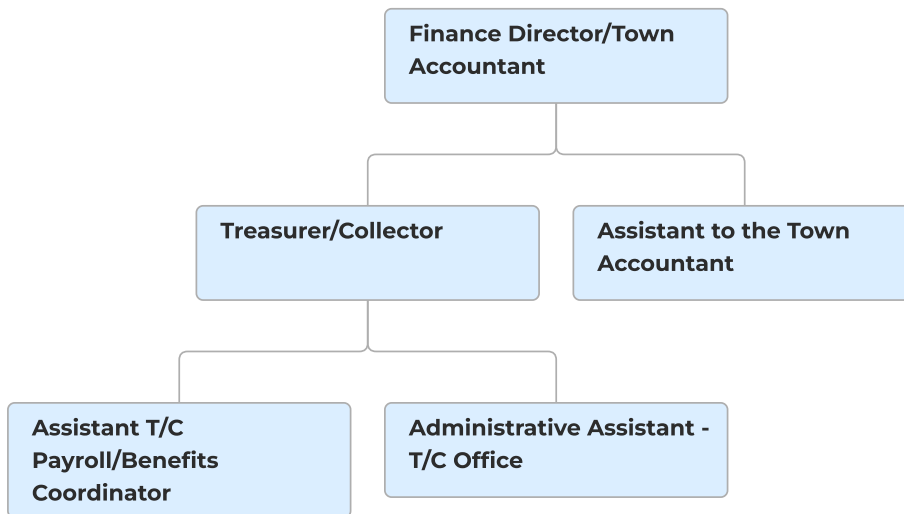 Finance Director/Town
Accountant
Treasurer/Collector
Assistant to the Town
Accountant
Assistant T/C
Payroll/Benefits
Coordinator
Administrative Assistant -
T/C Office